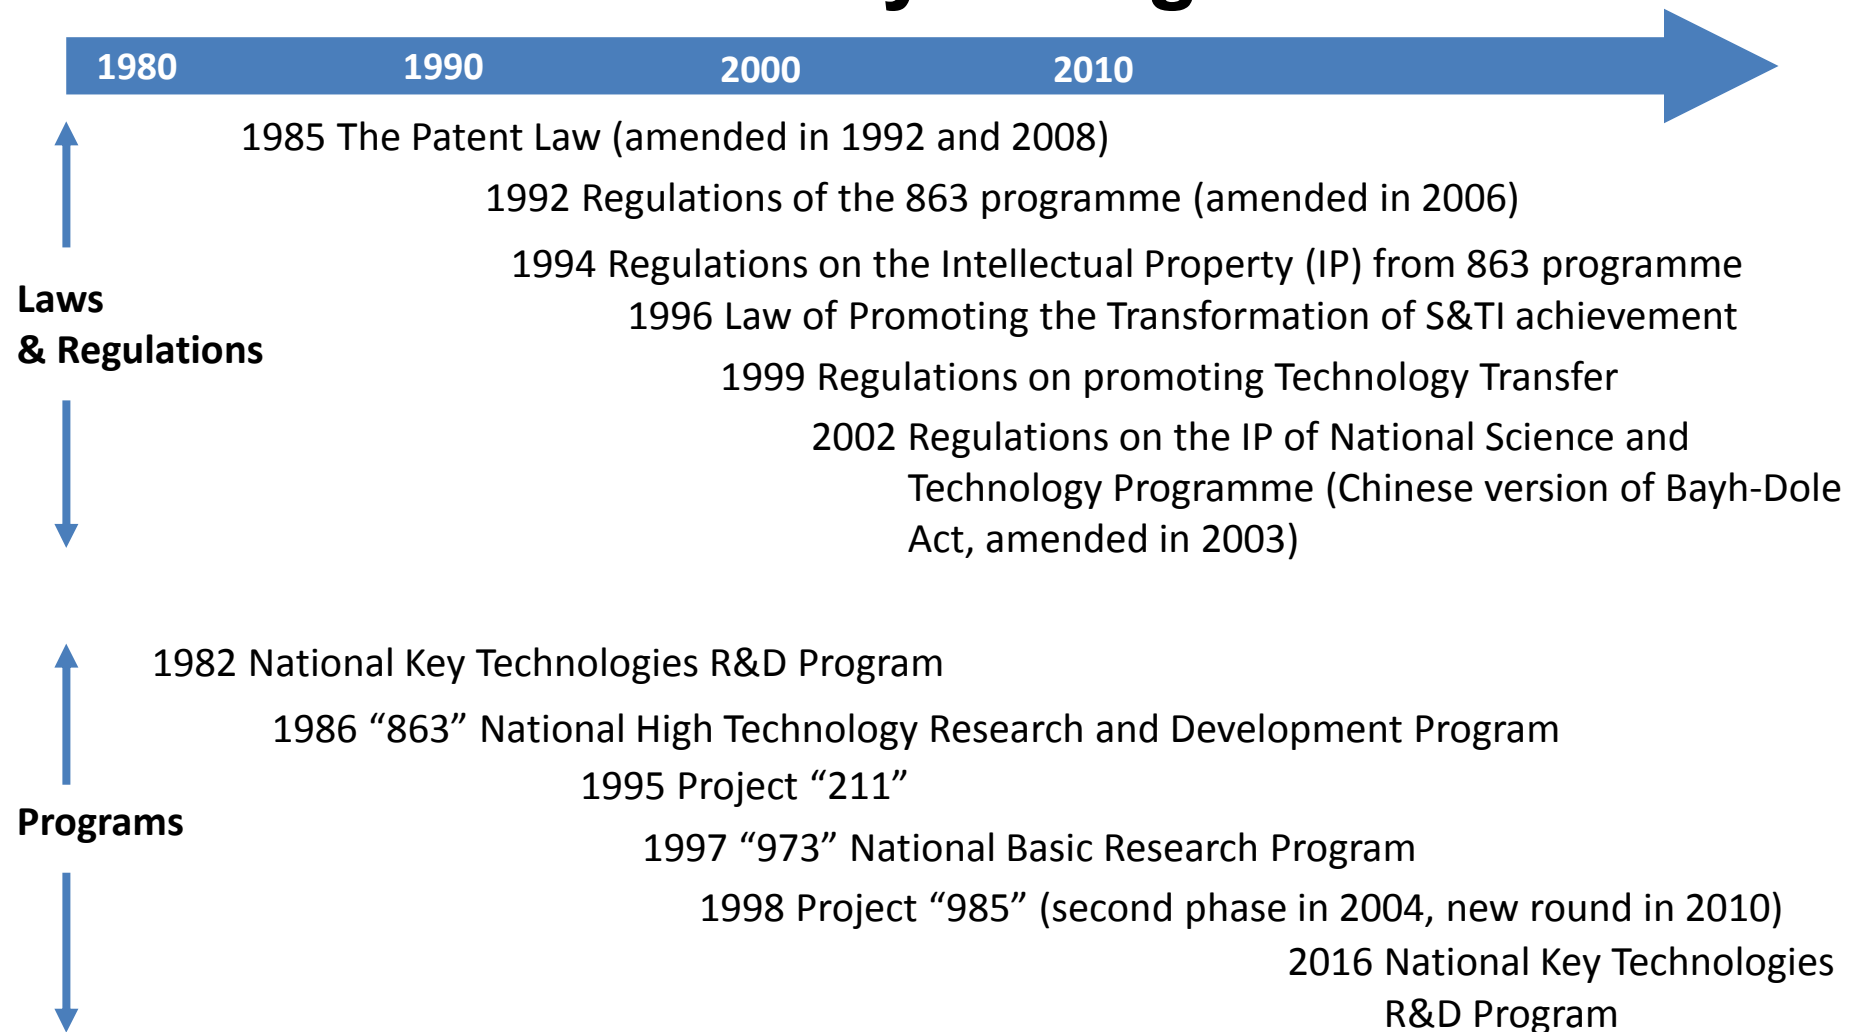 1980 1990 2000 2010
1985 The Patent Law (amended in 1992 and 2008)
1992 Regulations of the 863 programme (amended in 2006)
1994 Regulations on the Intellectual Property (IP) from 863 programme
Laws
& Regulations
1996 Law of Promoting the Transformation of S&TI achievement
1999 Regulations on promoting Technology Transfer
2002 Regulations on the IP of National Science and
Technology Programme (Chinese version of Bayh-Dole
Act, amended in 2003)
1982 National Key Technologies R&D Program
1986 “863” National High Technology Research and Development Program
1995 Project “211”
Programs
1997 “973” National Basic Research Program
1998 Project “985” (second phase in 2004, new round in 2010)
2016 National Key Technologies
R&D Program